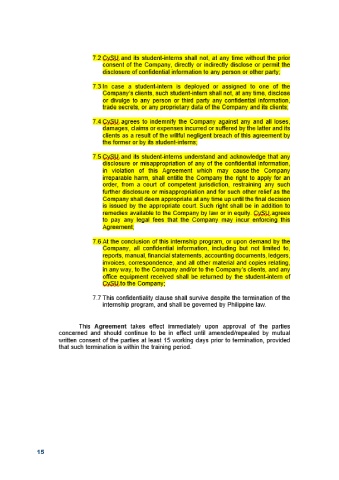 7.2 CvSU and its student-interns shall not, at any time without the prior
consent of the Company, directly or indirectly disclose or permit the
disclosure of confidential information to any person or other party;
7.3 In case a student-intern is deployed or assigned to one of the
Company's clients, such student-intern shall not, at any time, disclose
or divulge to any person or third party any confidential information,
trade secrets, or any proprietary data of the Company and its clients;
7.4 CvSU agrees to indemnify the Company against any and all loses,
damages, claims or expenses incurred or suffered by the latter and its
clients as a result of the willful negligent breach of this agreement by
the former or by its student-interns;
7.5 CvSU and its student-interns understand and acknowledge that any
disclosure or misappropriation of any of the confidential information,
in violation of this Agreement which may cause the Company
irreparable harm, shall entitle the Company the right to apply for an
order, from a court of competent jurisdiction, restraining any such
further disclosure or misappropriation and for such other relief as the
Company shall deem appropriate at any time up until the final decision
is issued by the appropriate court. Such right shall be in addition to
remedies available to the Company by law or in equity. CvSU agrees
to pay any legal fees that the Company may incur enforcing this
Agreement;
7.6 At the conclusion of this internship program, or upon demand by the
Company, all confidential information, including but not limited to,
reports, manual, financial statements, accounting documents, ledgers,
invoices, correspondence, and all other material and copies relating,
in any way, to the Company and/or to the Company's clients, and any
office equipment received shall be returned by the student-intern of
CvSU to the Company;
7.7 This confidentiality clause shall survive despite the termination of the
internship program, and shall be governed by Philippine law.
This Agreement takes effect immediately upon approval of the parties
concerned and should continue to be in effect until amended/repealed by mutual
written consent of the parties at least 15 working days prior to termination, provided
that such termination is within the training period.
15